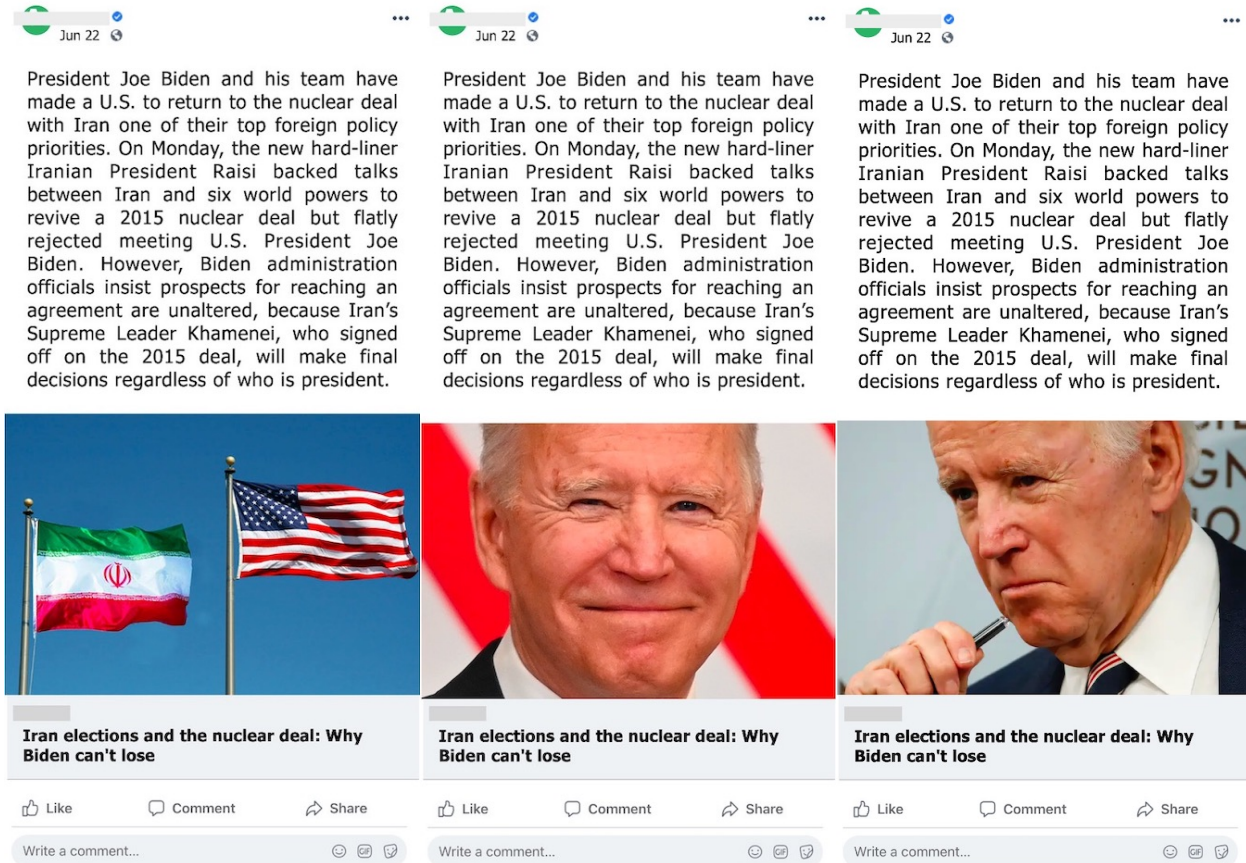 Jun 22
President Joe Biden and his team have
made a U.S. to return to the nuclear deal
with Iran one of their top foreign policy
priorities. On Monday, the new hard-liner
Iranian President Raisi backed talks
between Iran and six world powers to
revive a 2015 nuclear deal but flatly
rejected meeting U.S. President Joe
Biden. However, Biden administration
officials insist prospects for reaching an
agreement are unaltered, because Iran’s
Supreme Leader Khamenei, who signed
off on the 2015 deal, will make final
decisions regardless of who is president.
Iran elections and the nuclear deal: Why
Biden can't lose
Like Comment Share
Write a comment...
GIF
Jun 22
President Joe Biden and his team have
made a U.S. to return to the nuclear deal
with Iran one of their top foreign policy
priorities. On Monday, the new hard-liner
Iranian President Raisi backed talks
between Iran and six world powers to
revive a 2015 nuclear deal but flatly
rejected meeting U.S. President Joe
Biden. However, Biden administration
officials insist prospects for reaching an
agreement are unaltered, because Iran’s
Supreme Leader Khamenei, who signed
off on the 2015 deal, will make final
decisions regardless of who is president.
Iran elections and the nuclear deal: Why
Biden can't lose
Like Comment Share
Write a comment...
GIF
Jun 22
President Joe Biden and his team have
made a U.S. to return to the nuclear deal
with Iran one of their top foreign policy
priorities. On Monday, the new hard-liner
Iranian President Raisi backed talks
between Iran and six world powers to
revive a 2015 nuclear deal but flatly
rejected meeting U.S. President Joe
Biden. However, Biden administration
officials insist prospects for reaching an
agreement are unaltered, because Iran’s
Supreme Leader Khamenei, who signed
off on the 2015 deal, will make final
decisions regardless of who is president.
Iran elections and the nuclear deal: Why
Biden can't lose
Like Comment Share
Write a comment...
GIF